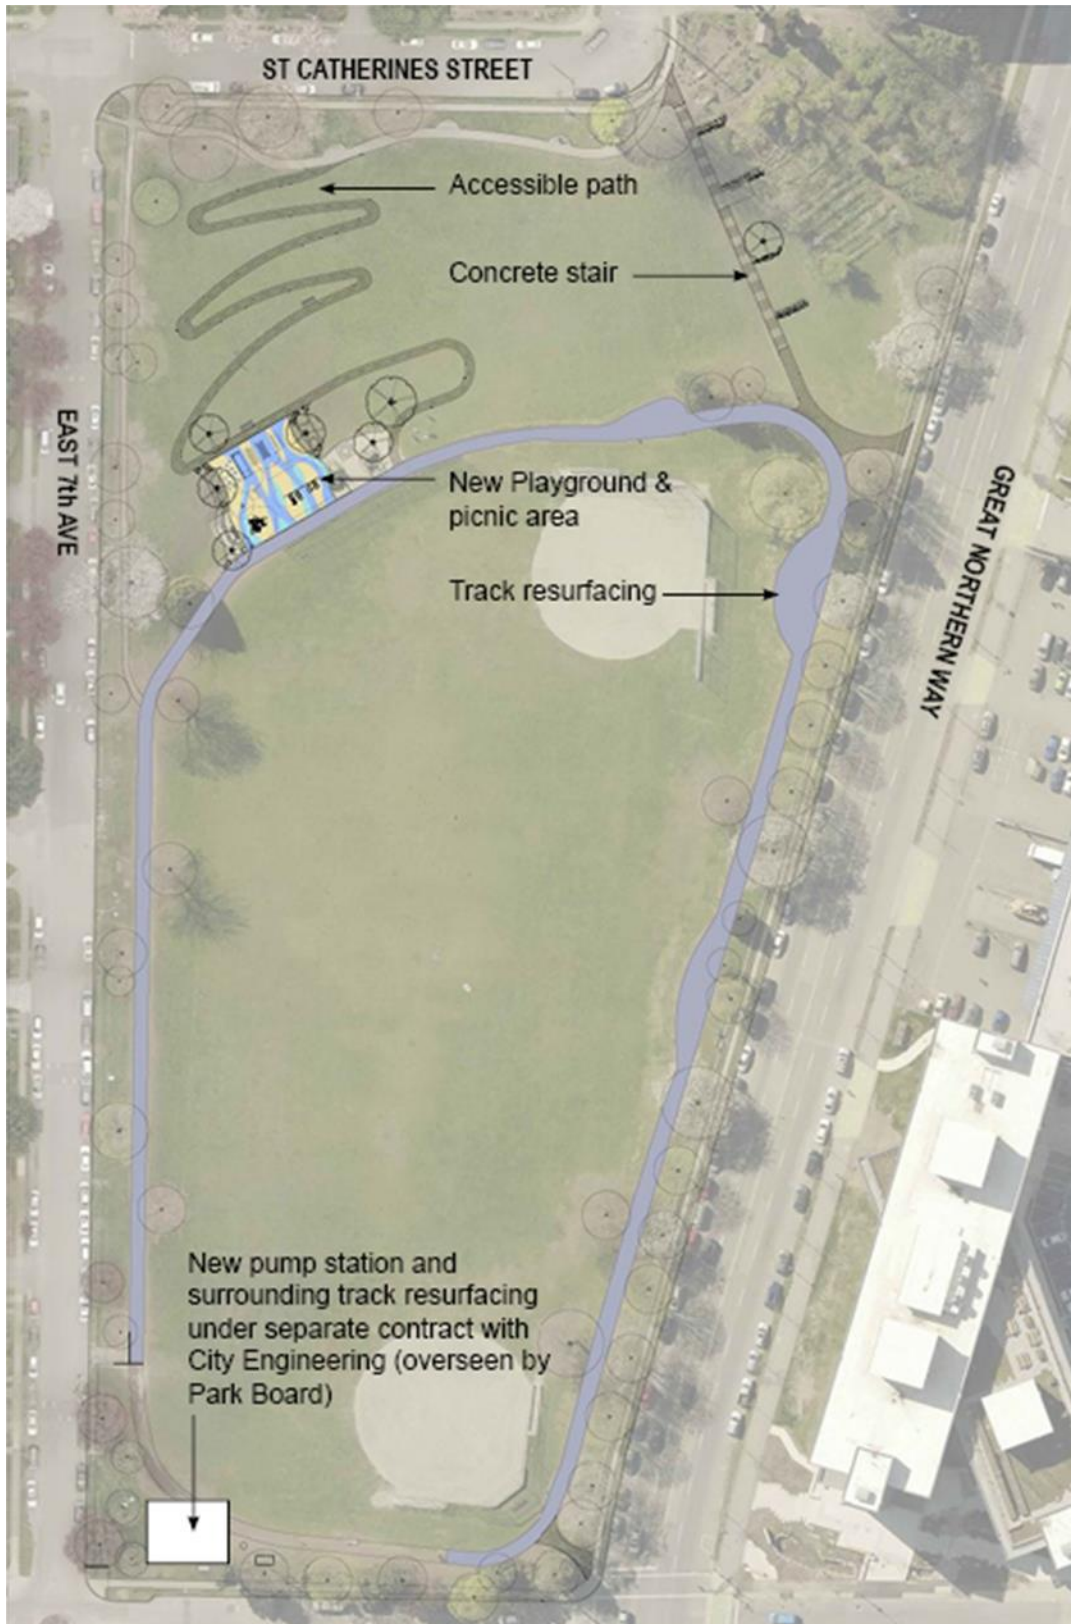 ST CATHERINES STREET
Accessible path
Concrete stair
EAST 7th AVE
New Playground &
picnic area
GREAT NORTHERN WAY
Track resurfacing
New pump station and
surrounding track resurfacing
under separate contract with
City Engineering (overseen by
Park Board)